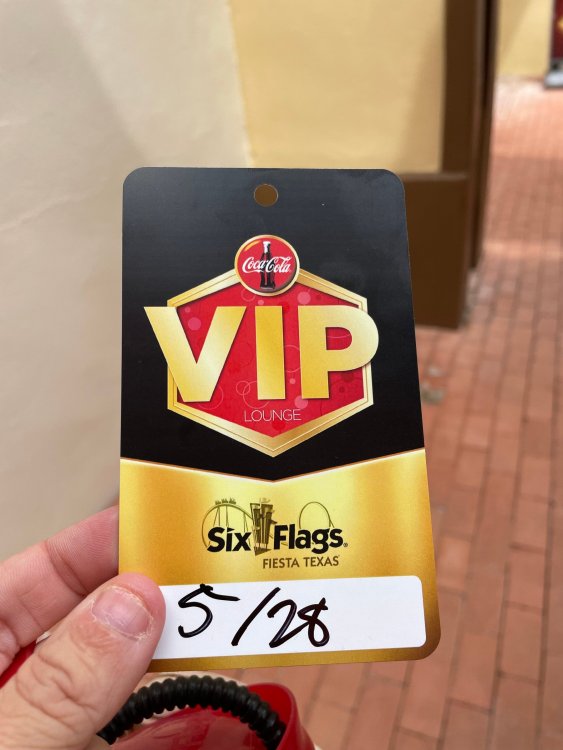 Coca-Cola
VIP
LOUNGE
Six Flags
FIESTA TEXAS
5/28